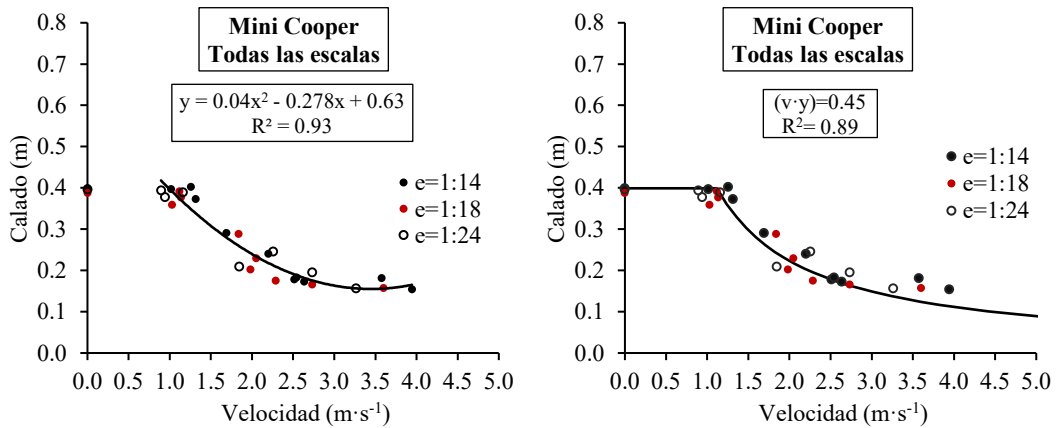 Mini Cooper
Todas las escalas
y = 0.04x² - 0.278x + 0.63
R² = 0.93
Calado (m)
0.8
0.7
0.6
0.5
0.4
0.3
0.2
0.1
0.0
e=1:14
e=1:18
e=1:24
0.0 0.5 1.0 1.5 2.0 2.5 3.0 3.5 4.0 4.5 5.0
Velocidad (m·s⁻¹)
Mini Cooper
Todas las escalas
(v·y)=0.45
R²= 0.89
Calado (m)
0.8
0.7
0.6
0.5
0.4
0.3
0.2
0.1
0.0
e=1:14
e=1:18
e=1:24
0.0 0.5 1.0 1.5 2.0 2.5 3.0 3.5 4.0 4.5 5.0
Velocidad (m·s⁻¹)